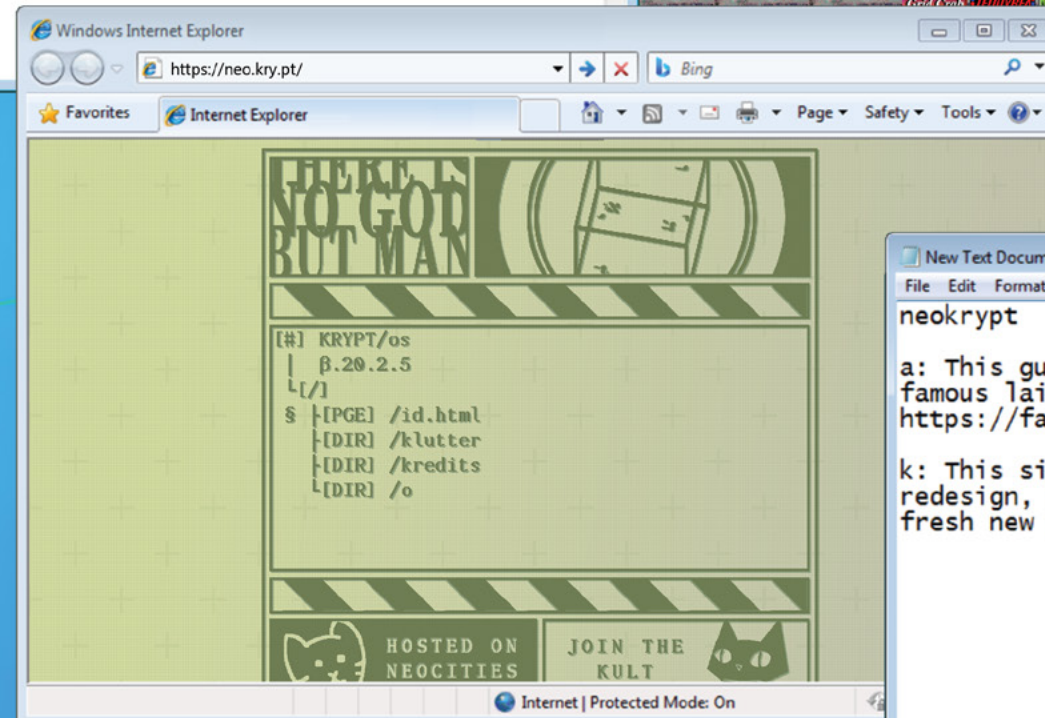 Windows Internet Explorer
https://neo.kry.pt/
Bing
Favorites
Internet Explorer
Page
Safety
Tools
THERE IS
NO GOD
BUT MAN
[#] KRYPT/os
β.20.2.5
[/]
§ ├[PGE] /id.html
├[DIR] /klutter
├[DIR] /kredits
└[DIR] /o
HOSTED ON
NEOCITIES
JOIN THE
KULT
Internet | Protected Mode: On
New Text Docum
File Edit Format
neokrypt
a: This gu
famous lai
https://fa
k: This si
redesign,
fresh new